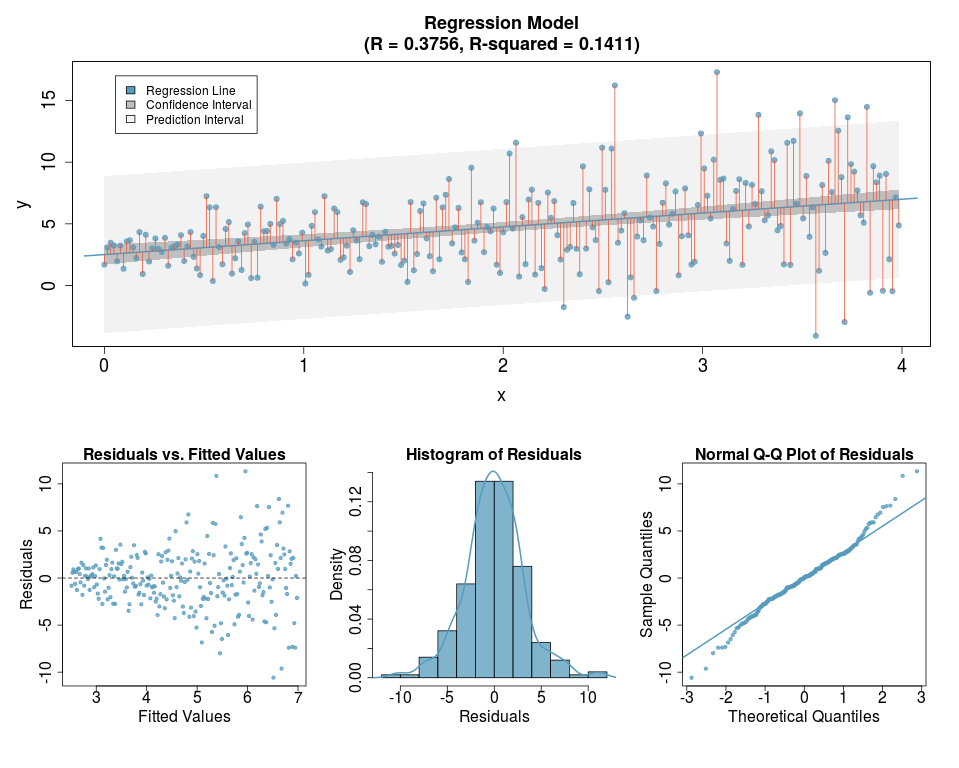 Regression Model
(R = 0.3756, R-squared = 0.1411)
Regression Line
Confidence Interval
Prediction Interval
y
15
10
5
0
0 1 2 3 4
x
Residuals vs. Fitted Values
Residuals
10
5
0
-5
-10
3 4 5 6 7
Fitted Values
Histogram of Residuals
Density
0.12
0.08
0.04
0.00
-10 -5 0 5 10
Residuals
Normal Q-Q Plot of Residuals
Sample Quantiles
10
5
0
-5
-10
-3 -2 -1 0 1 2 3
Theoretical Quantiles